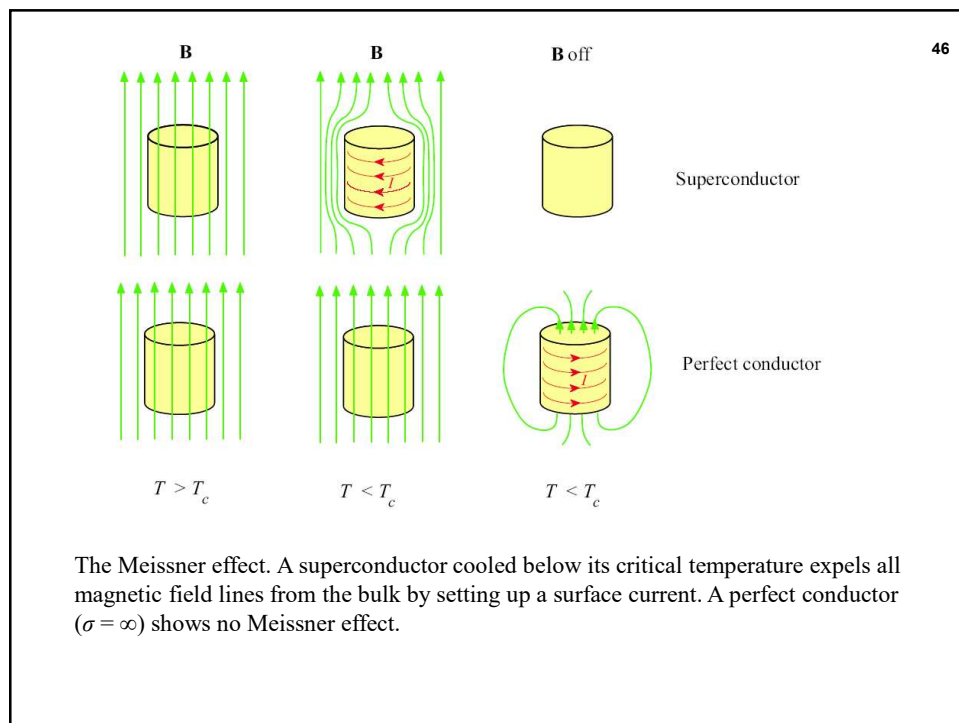 B
B
B off
46
I
Superconductor
I
Perfect conductor
T > Tc
T < Tc
T < Tc
The Meissner effect. A superconductor cooled below its critical temperature expels all
magnetic field lines from the bulk by setting up a surface current. A perfect conductor
(σ = ∞) shows no Meissner effect.